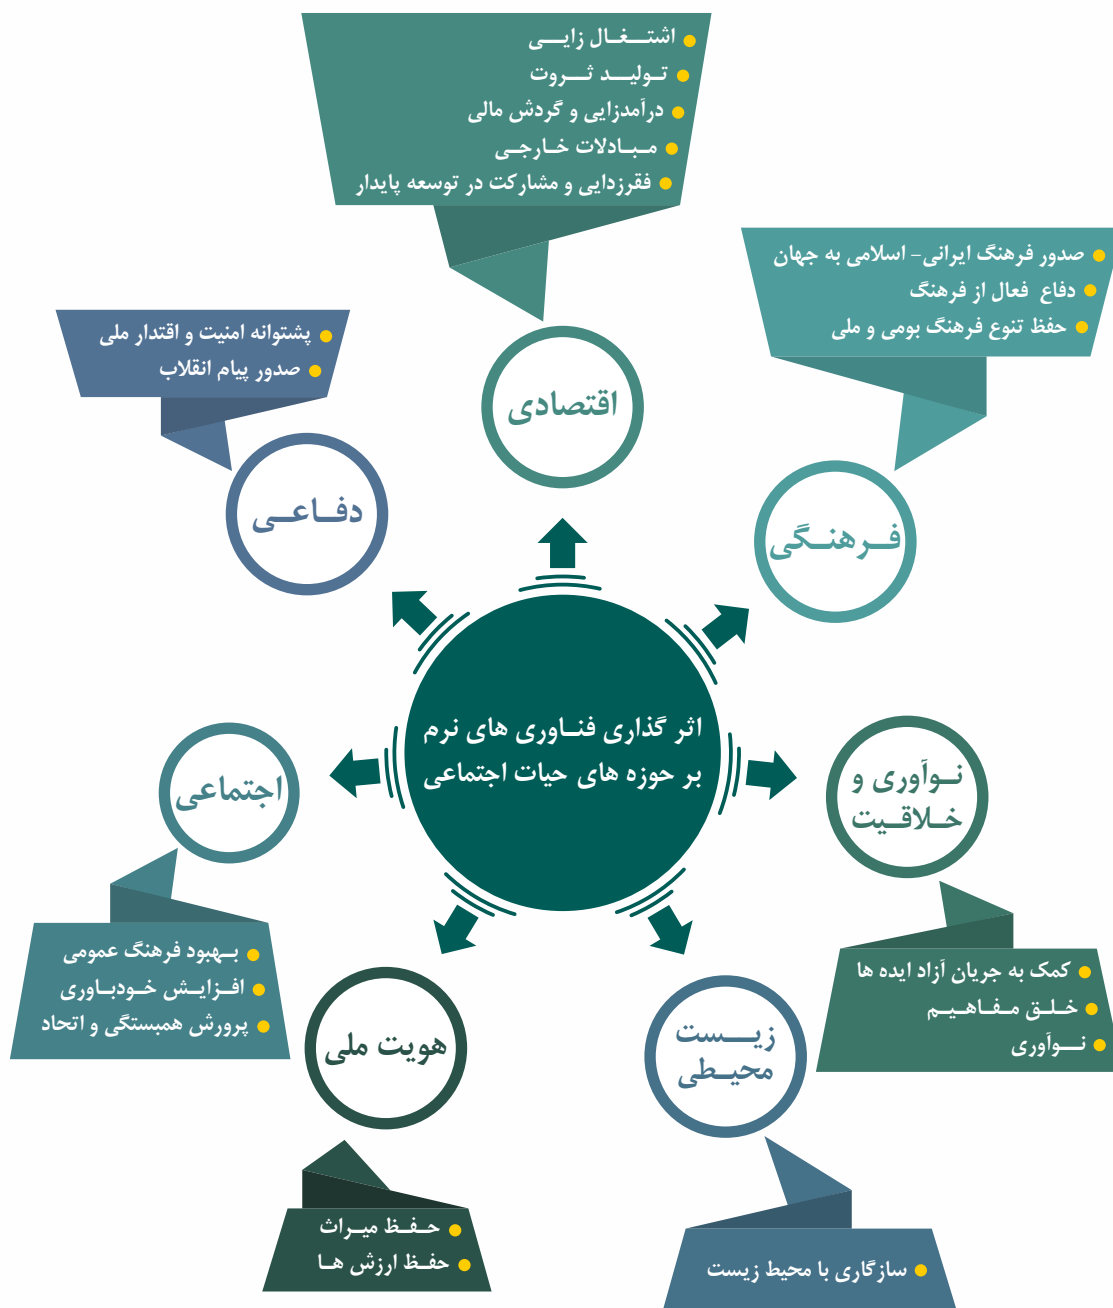 اشتغال زایی
تولید ثروت
درآمدزایی و گردش مالی
مبادلات خارجی
فقرزدایی و مشارکت در توسعه پایدار
اقتصادی
صدور فرهنگ ایرانی- اسلامی به جهان
دفاع فعال از فرهنگ
حفظ تنوع فرهنگ بومی و ملی
فرهنگی
پشتوانه امنیت و اقتدار ملی
صدور پیام انقلاب
دفاعی
اثر گذاری فناوری های نرم
بر حوزه های حیات اجتماعی
نوآوری و
خلاقیت
کمک به جریان آزاد ایده ها
خلق مفاهیم
نوآوری
اجتماعی
بهبود فرهنگ عمومی
افزایش خودباوری
پرورش همبستگی و اتحاد
زیست
محیطی
سازگاری با محیط زیست
هویت ملی
حفظ میراث
حفظ ارزش ها